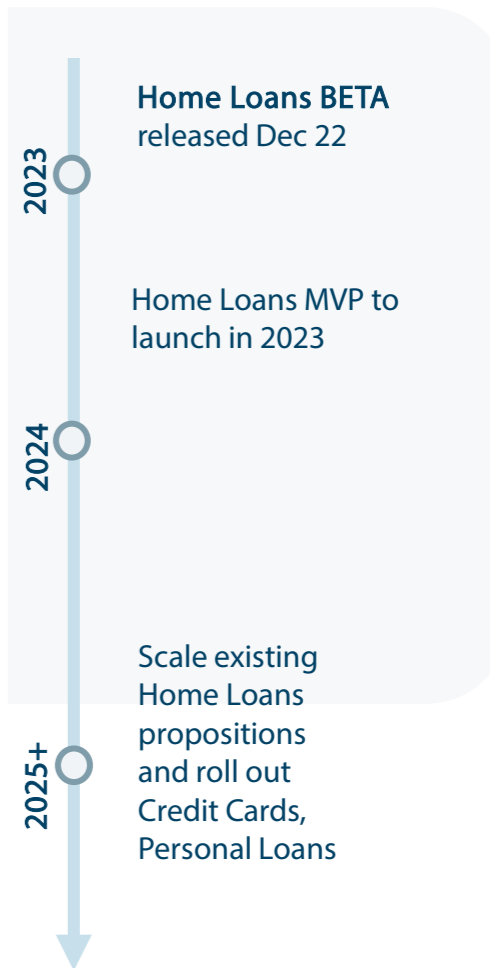 Home Loans BETA
released Dec 22
2023
Home Loans MVP to
launch in 2023
2024
Scale existing
Home Loans
propositions
and roll out
Credit Cards,
Personal Loans
2025+